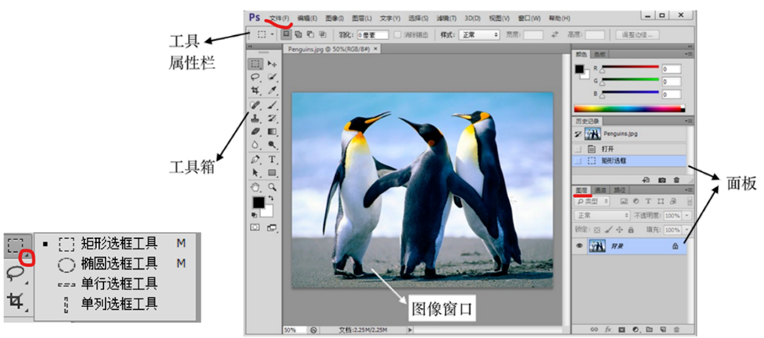 Ps 文件(F) 编辑(E) 图像(I) 图层(L) 文字(Y) 选择(S) 滤镜(T) 3D(D) 视图(V) 窗口(W) 帮助(H)
羽化: 0 像素 消除锯齿 样式: 正常 宽度: 高度: 调整边缘...
Penguins.jpg @ 50%(RGB/8#) ×
工具
属性栏
工具箱
颜色 色板
R 0
G 0
B 0
历史记录
Penguins.jpg
打开
矩形选框
面板
图层 通道 路径
类型
正常 不透明度: 100%
锁定: 填充: 100%
背景
图像窗口
50% 文档:2.25M/2.25M
矩形选框工具 M
椭圆选框工具 M
单行选框工具
单列选框工具